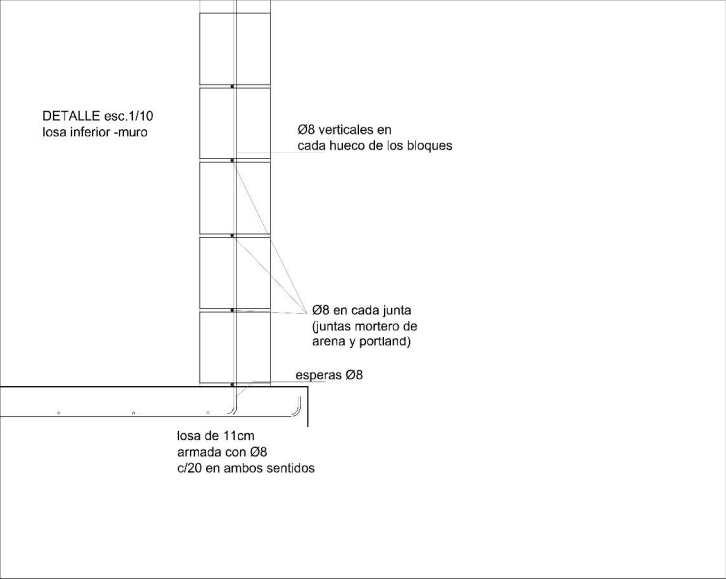 DETALLE esc.1/10
losa inferior -muro
Ø8 verticales en
cada hueco de los bloques
Ø8 en cada junta
(juntas mortero de
arena y portland)
esperas Ø8
losa de 11cm
armada con Ø8
c/20 en ambos sentidos